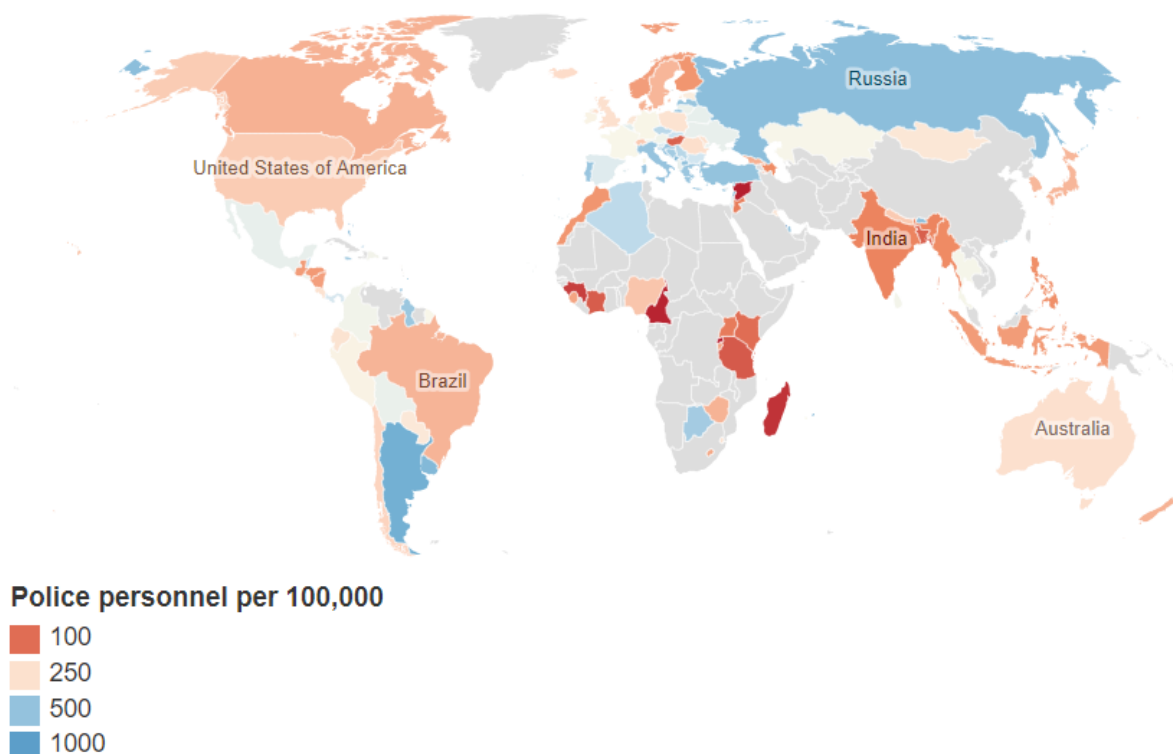 Russia
United States of America
India
Brazil
Australia
Police personnel per 100,000
100
250
500
1000